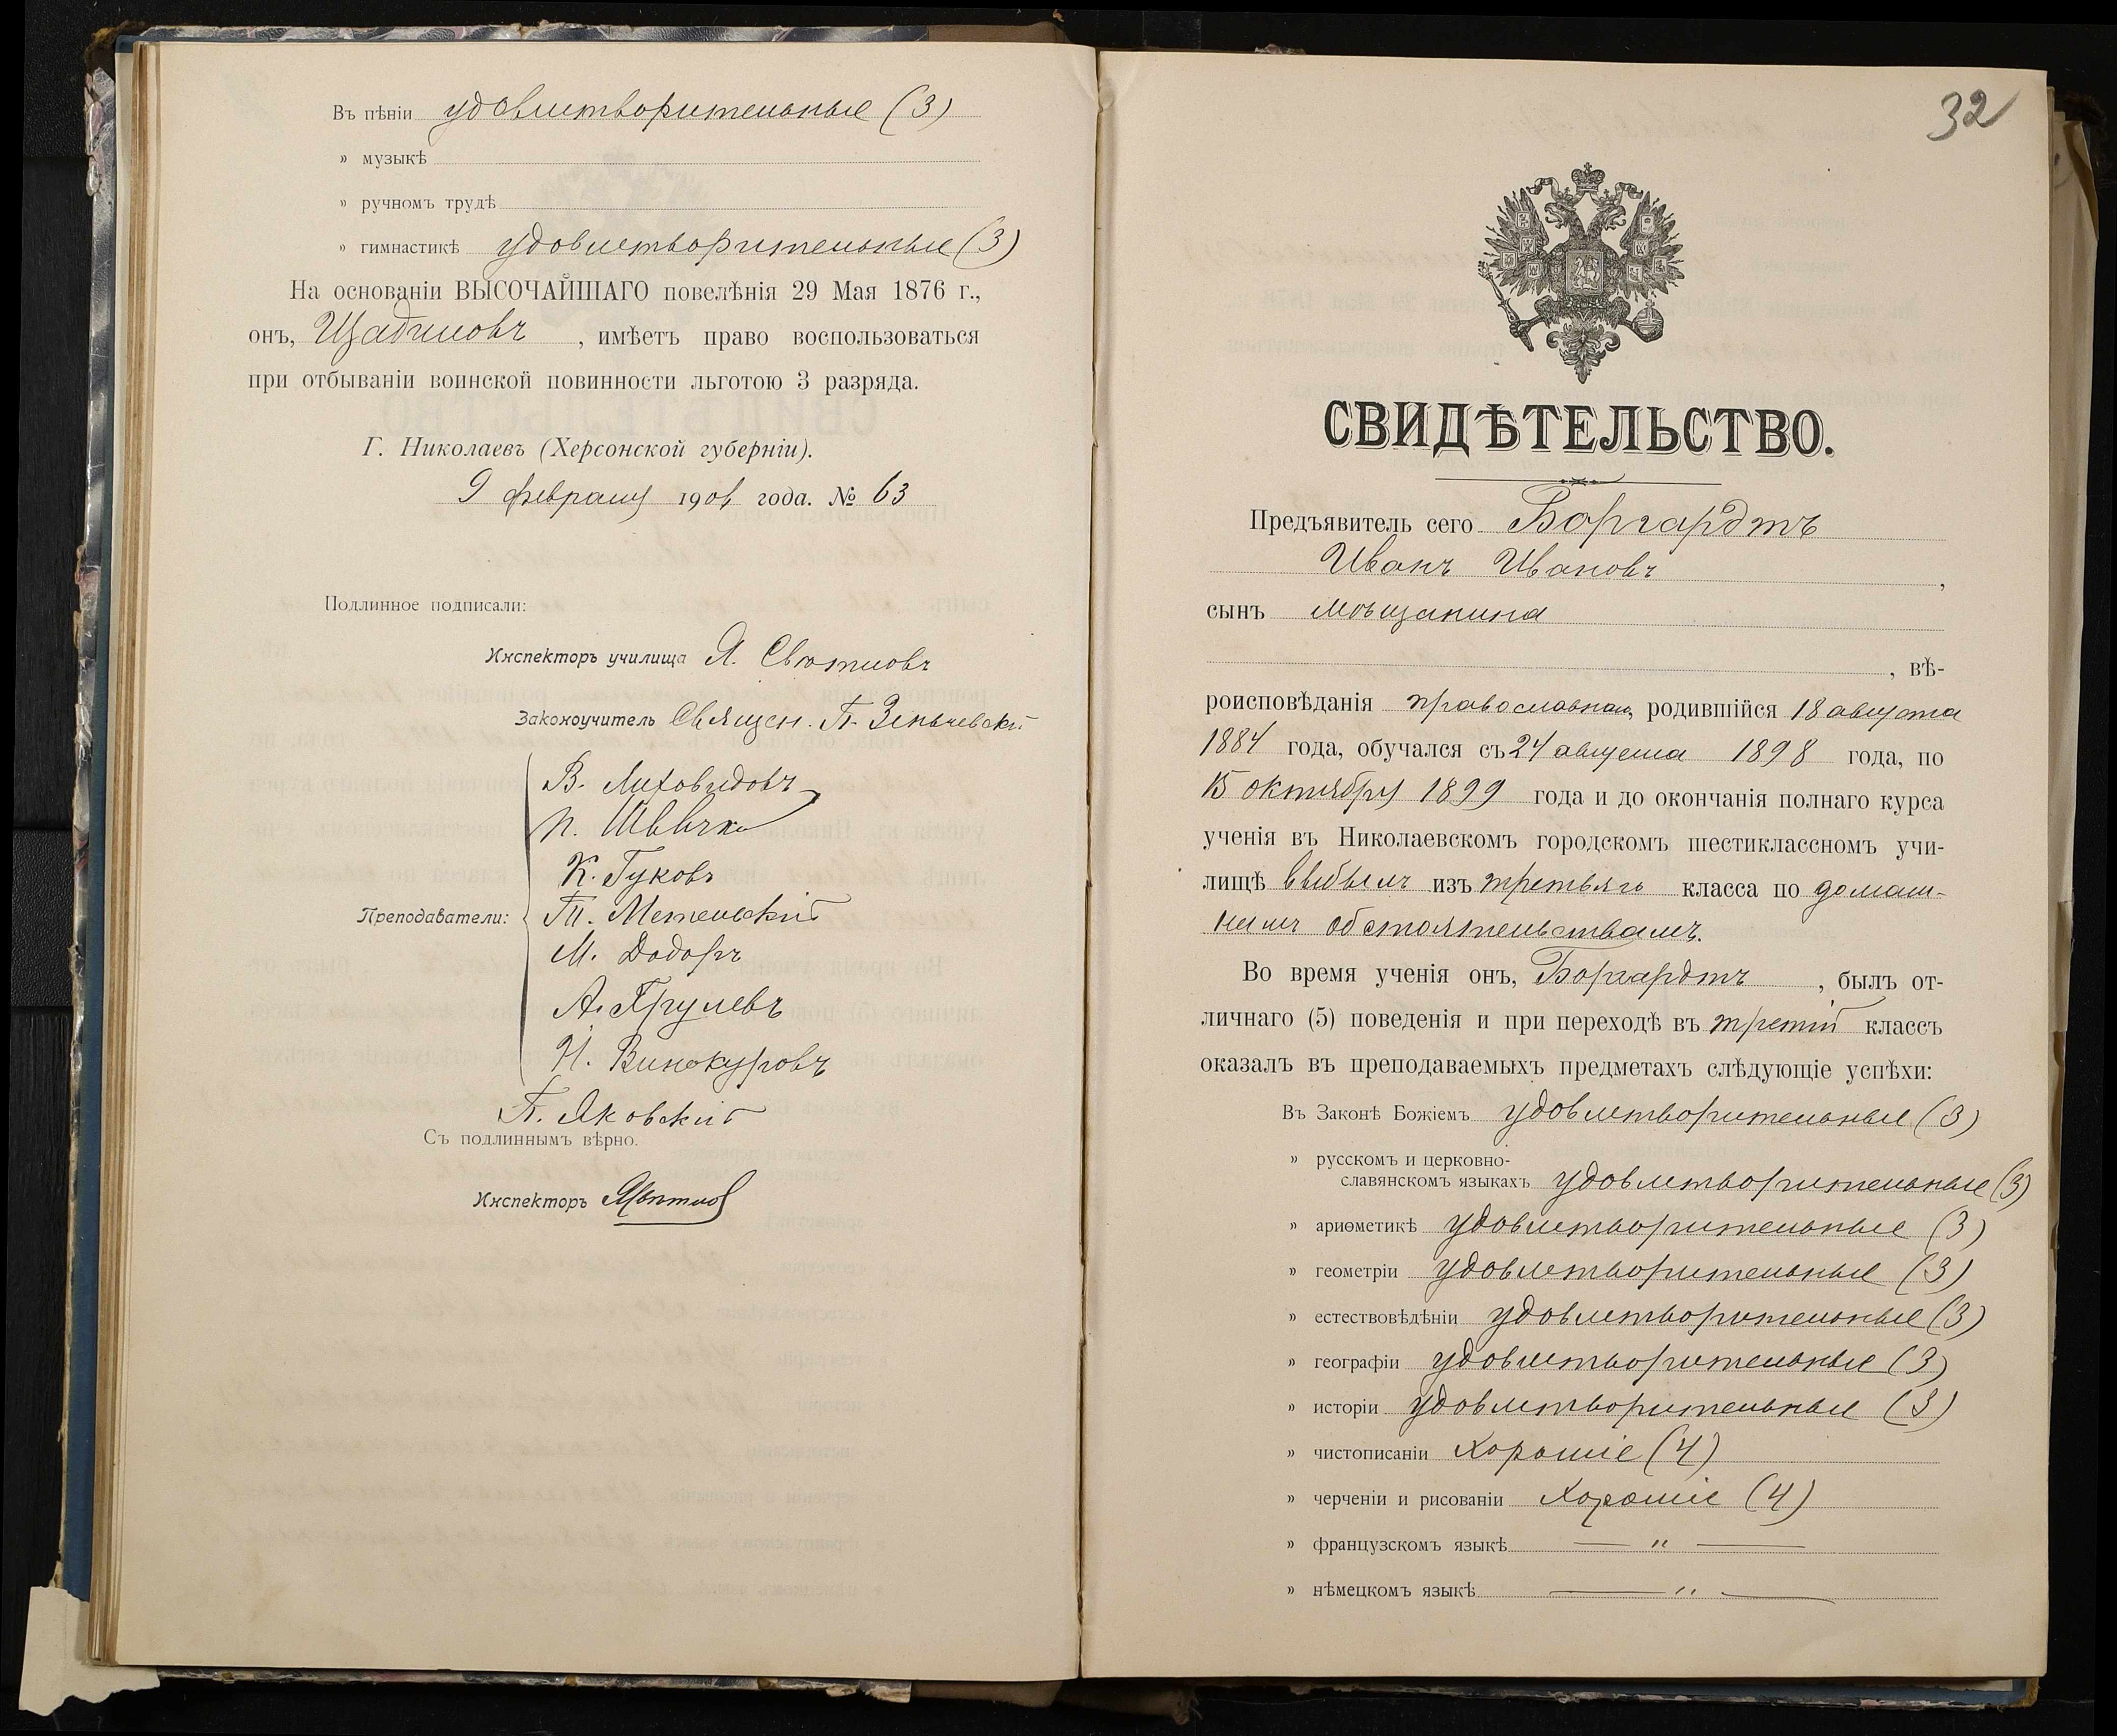 Въ пѣніи удовлетворительные (3)
» музыкѣ
» ручномъ трудѣ
» гимнастикѣ удовлетворительные (3)
На основаніи ВЫСОЧАЙШАГО повелѣнія 29 Мая 1876 г.,
онъ, Щадиловъ, имѣетъ право воспользоваться
при отбываніи воинской повинности льготою 3 разряда.
Г. Николаевъ (Херсонской губерніи).
9 февраля 1901 года. № 63
Подлинное подписали:
Инспекторъ училища Я. Свѣтловъ
Законоучитель Священ. П.
В. Лиховидовъ
К. Гуковъ
Преподаватели: Метельскій
М. Додоръ
А. Грулевъ
Н. Винокуровъ
П. Яковскій
Съ подлиннымъ вѣрно.
Инспекторъ
32
СВИДѢТЕЛЬСТВО.
Предъявитель сего Боргардтъ
Иванъ Ивановъ,
сынъ мѣщанина
, вѣ-
роисповѣданія православнаго, родившійся 18 августа
1884 года, обучался съ 24 августа 1898 года, по
15 октября 1899 года и до окончанія полнаго курса
ученія въ Николаевскомъ городскомъ шестиклассномъ учи-
лищѣ выбылъ изъ третьяго класса по домаш-
нимъ обстоятельствамъ.
Во время ученія онъ, Боргардтъ, былъ от-
личнаго (5) поведенія и при переходѣ въ третій классъ
оказалъ въ преподаваемыхъ предметахъ слѣдующіе успѣхи:
Въ Законѣ Божіемъ удовлетворительные (3)
» русскомъ и церковно-
славянскомъ языкахъ удовлетворительные (3)
» ариѳметикѣ удовлетворительные (3)
» геометріи удовлетворительные (3)
» естествовѣдѣніи удовлетворительные (3)
» географіи удовлетворительные (3)
» исторіи удовлетворительные (3)
» чистописаніи хорошіе (4)
» черченіи и рисованіи хорошіе (4)
» французскомъ языкѣ — " —
» нѣмецкомъ языкѣ — " —